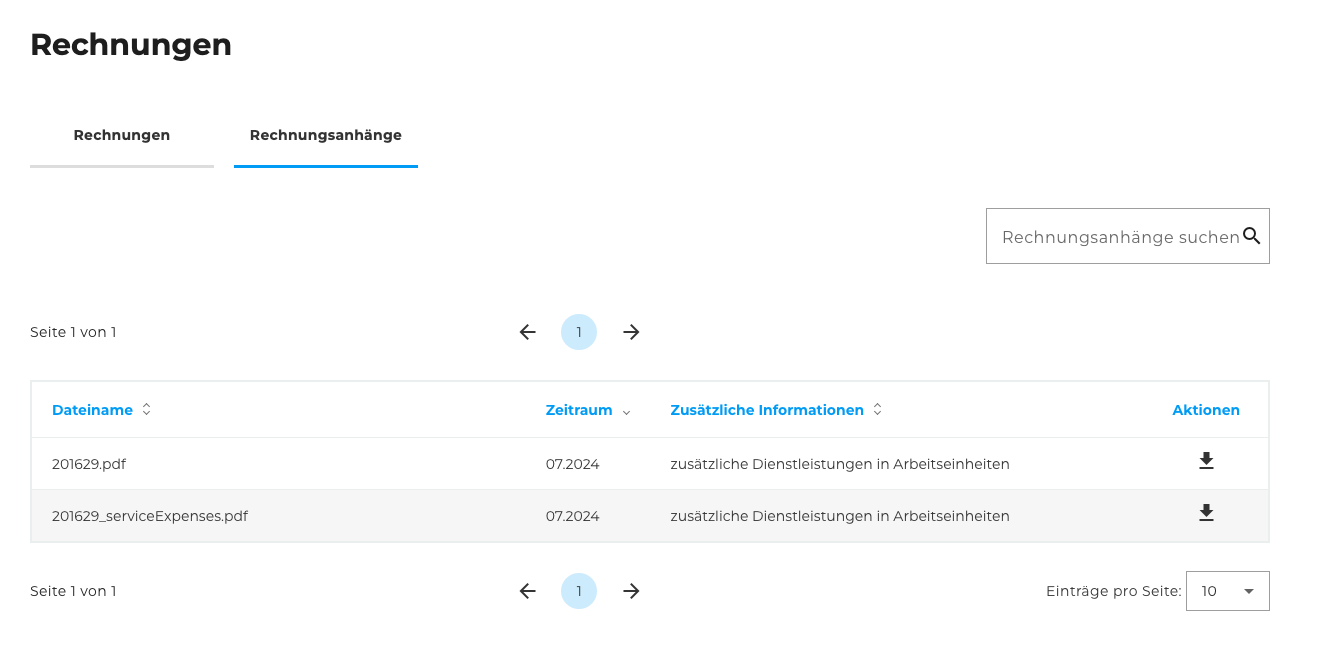 Rechnungen
Rechnungen Rechnungsanhänge
Rechnungsanhänge suchen
Seite 1 von 1 1
Dateiname Zeitraum Zusätzliche Informationen Aktionen
201629.pdf 07.2024 zusätzliche Dienstleistungen in Arbeitseinheiten
201629_serviceExpenses.pdf 07.2024 zusätzliche Dienstleistungen in Arbeitseinheiten
Seite 1 von 1 1 Einträge pro Seite: 10